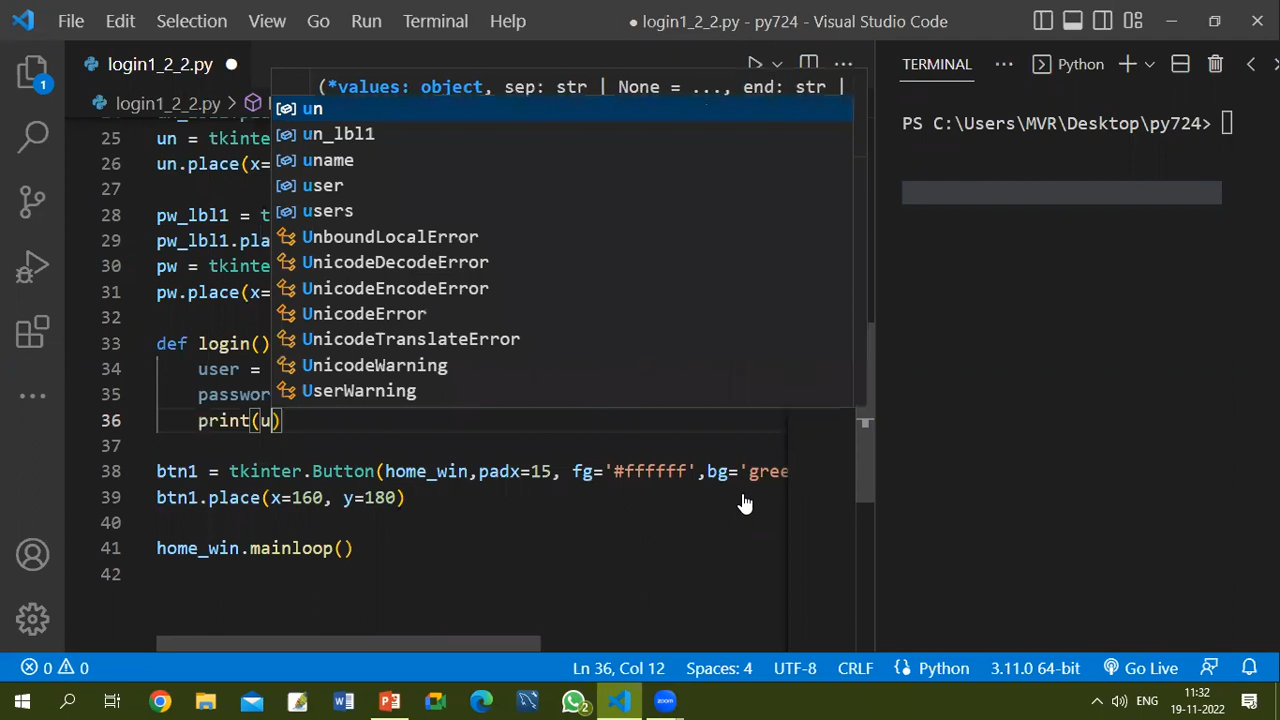 File Edit Selection View Go Run Terminal Help ● login1_2_2.py - py724 - Visual Studio Code
login1_2_2.py
TERMINAL ··· Python
1
login1_2_2.py >
(*values: object, sep: str | None = ..., end: str |
un
un_lbl1
uname
user
users
UnboundLocalError
UnicodeDecodeError
UnicodeEncodeError
UnicodeError
UnicodeTranslateError
UnicodeWarning
UserWarning
25 un = tkinter
26 un.place(x=
27
28 pw_lbl1 = t
29 pw_lbl1.pla
30 pw = tkinte
31 pw.place(x=
32
33 def login()
34 user =
35 passwor
36 print(u)
37
38 btn1 = tkinter.Button(home_win,padx=15, fg='#ffffff',bg='gree
39 btn1.place(x=160, y=180)
40
41 home_win.mainloop()
42
PS C:\Users\MVR\Desktop\py724>
0 0 Ln 36, Col 12 Spaces: 4 UTF-8 CRLF Python 3.11.0 64-bit Go Live
2 zoom ENG 11:32
19-11-2022